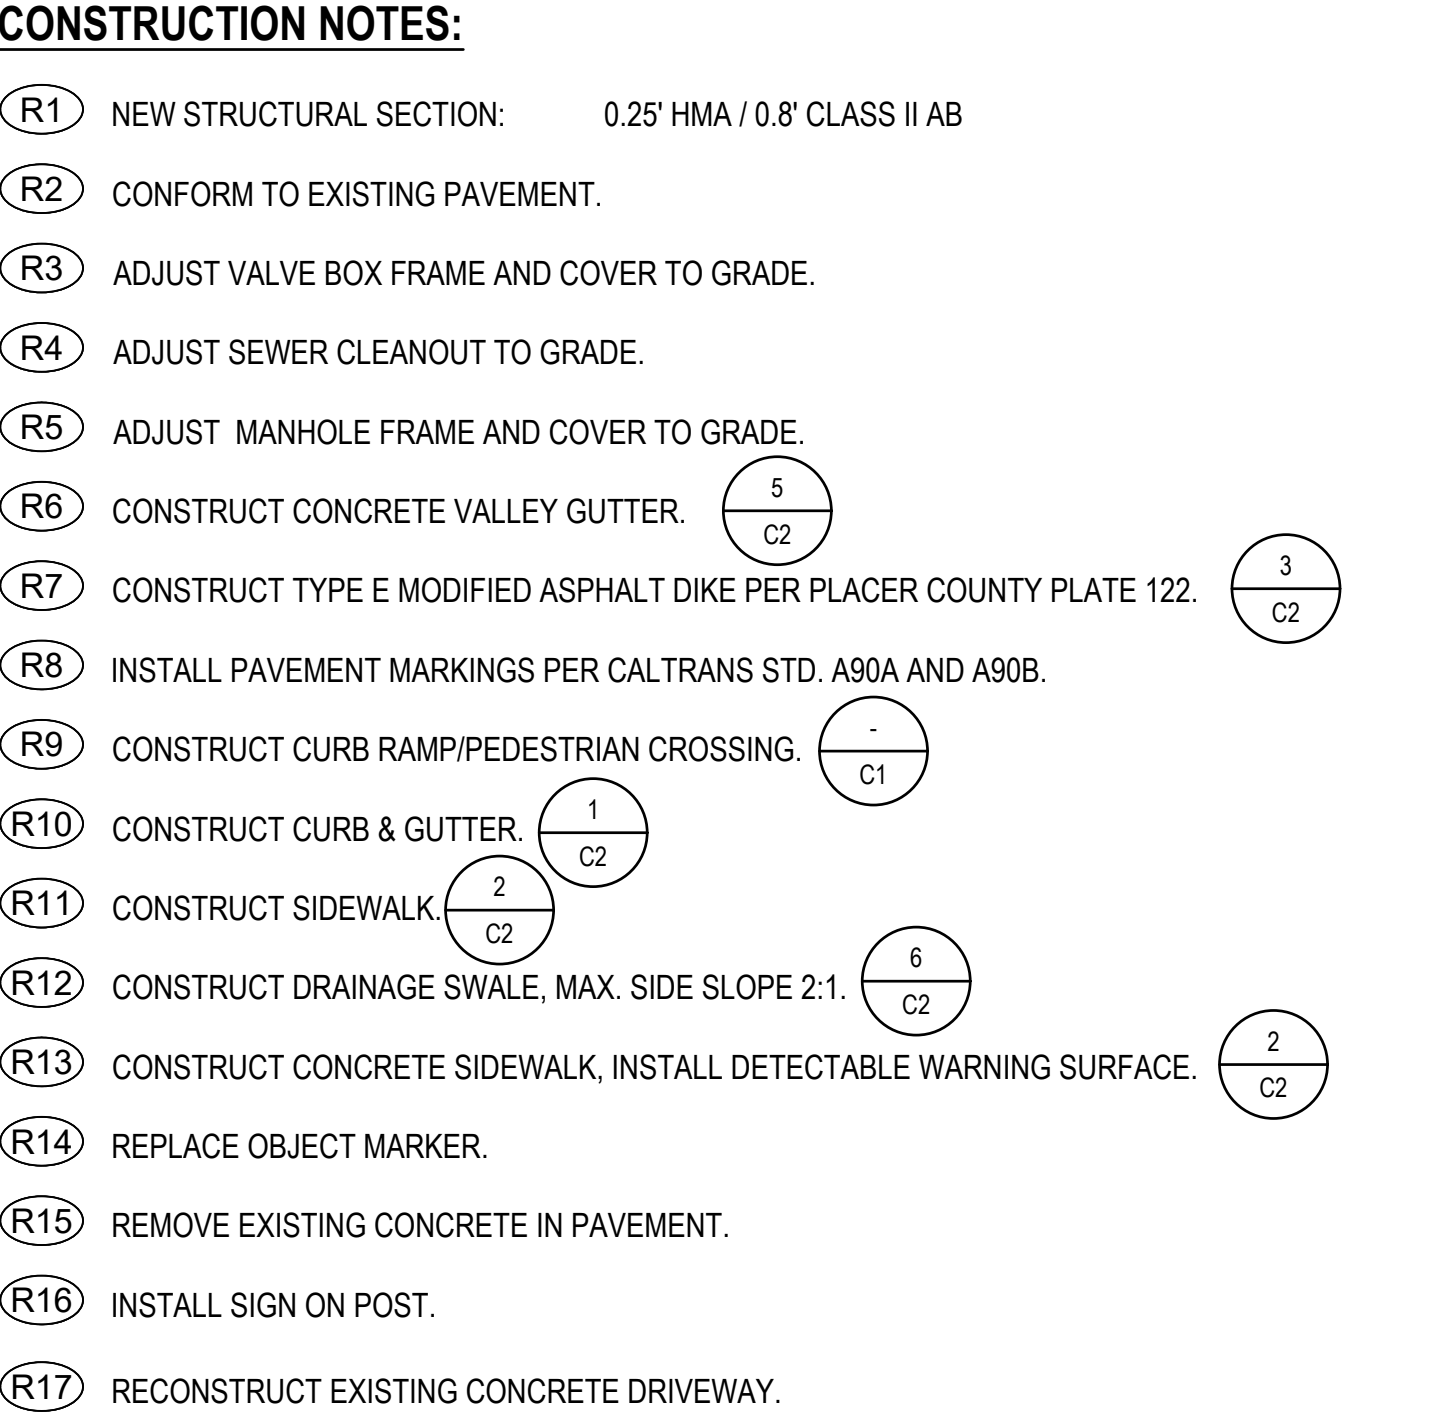 CONSTRUCTION NOTES:
R1 NEW STRUCTURAL SECTION: 0.25' HMA / 0.8' CLASS II AB
R2 CONFORM TO EXISTING PAVEMENT.
R3 ADJUST VALVE BOX FRAME AND COVER TO GRADE.
R4 ADJUST SEWER CLEANOUT TO GRADE.
R5 ADJUST MANHOLE FRAME AND COVER TO GRADE.
R6 CONSTRUCT CONCRETE VALLEY GUTTER.
5
C2
R7 CONSTRUCT TYPE E MODIFIED ASPHALT DIKE PER PLACER COUNTY PLATE 122.
3
C2
R8 INSTALL PAVEMENT MARKINGS PER CALTRANS STD. A90A AND A90B.
R9 CONSTRUCT CURB RAMP/PEDESTRIAN CROSSING.
-
C1
R10 CONSTRUCT CURB & GUTTER.
1
C2
R11 CONSTRUCT SIDEWALK.
2
C2
R12 CONSTRUCT DRAINAGE SWALE, MAX. SIDE SLOPE 2:1.
6
C2
R13 CONSTRUCT CONCRETE SIDEWALK, INSTALL DETECTABLE WARNING SURFACE.
2
C2
R14 REPLACE OBJECT MARKER.
R15 REMOVE EXISTING CONCRETE IN PAVEMENT.
R16 INSTALL SIGN ON POST.
R17 RECONSTRUCT EXISTING CONCRETE DRIVEWAY.